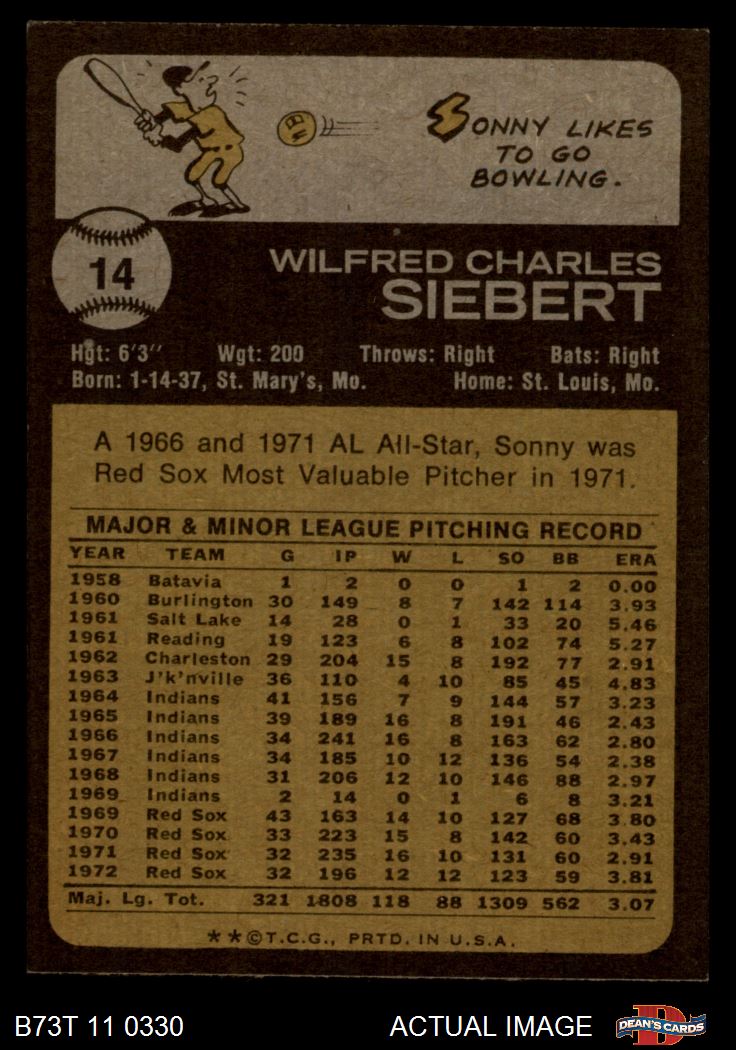 SONNY LIKES
TO GO
BOWLING.
14
WILFRED CHARLES
SIEBERT
Hgt: 6'3" Wgt: 200 Throws: Right Bats: Right
Born: 1-14-37, St. Mary's, Mo. Home: St. Louis, Mo.
A 1966 and 1971 AL All-Star, Sonny was
Red Sox Most Valuable Pitcher in 1971.
MAJOR & MINOR LEAGUE PITCHING RECORD
YEAR TEAM G IP W L SO BB ERA
1958 Batavia 1 2 0 0 1 2 0.00
1960 Burlington 30 149 8 7 142 114 3.93
1961 Salt Lake 14 28 0 1 33 20 5.46
1961 Reading 19 123 6 8 102 74 5.27
1962 Charleston 29 204 15 8 192 77 2.91
1963 J'k'nville 36 110 4 10 85 45 4.83
1964 Indians 41 156 7 9 144 57 3.23
1965 Indians 39 189 16 8 191 46 2.43
1966 Indians 34 241 16 8 163 62 2.80
1967 Indians 34 185 10 12 136 54 2.38
1968 Indians 31 206 12 10 146 88 2.97
1969 Indians 2 14 0 1 6 8 3.21
1969 Red Sox 43 163 14 10 127 68 3.80
1970 Red Sox 33 223 15 8 142 60 3.43
1971 Red Sox 32 235 16 10 131 60 2.91
1972 Red Sox 32 196 12 12 123 59 3.81
Maj. Lg. Tot. 321 1808 118 88 1309 562 3.07
**©T.C.G., PRTD. IN U.S.A.
B73T 11 0330 ACTUAL IMAGE DEAN'S CARDS